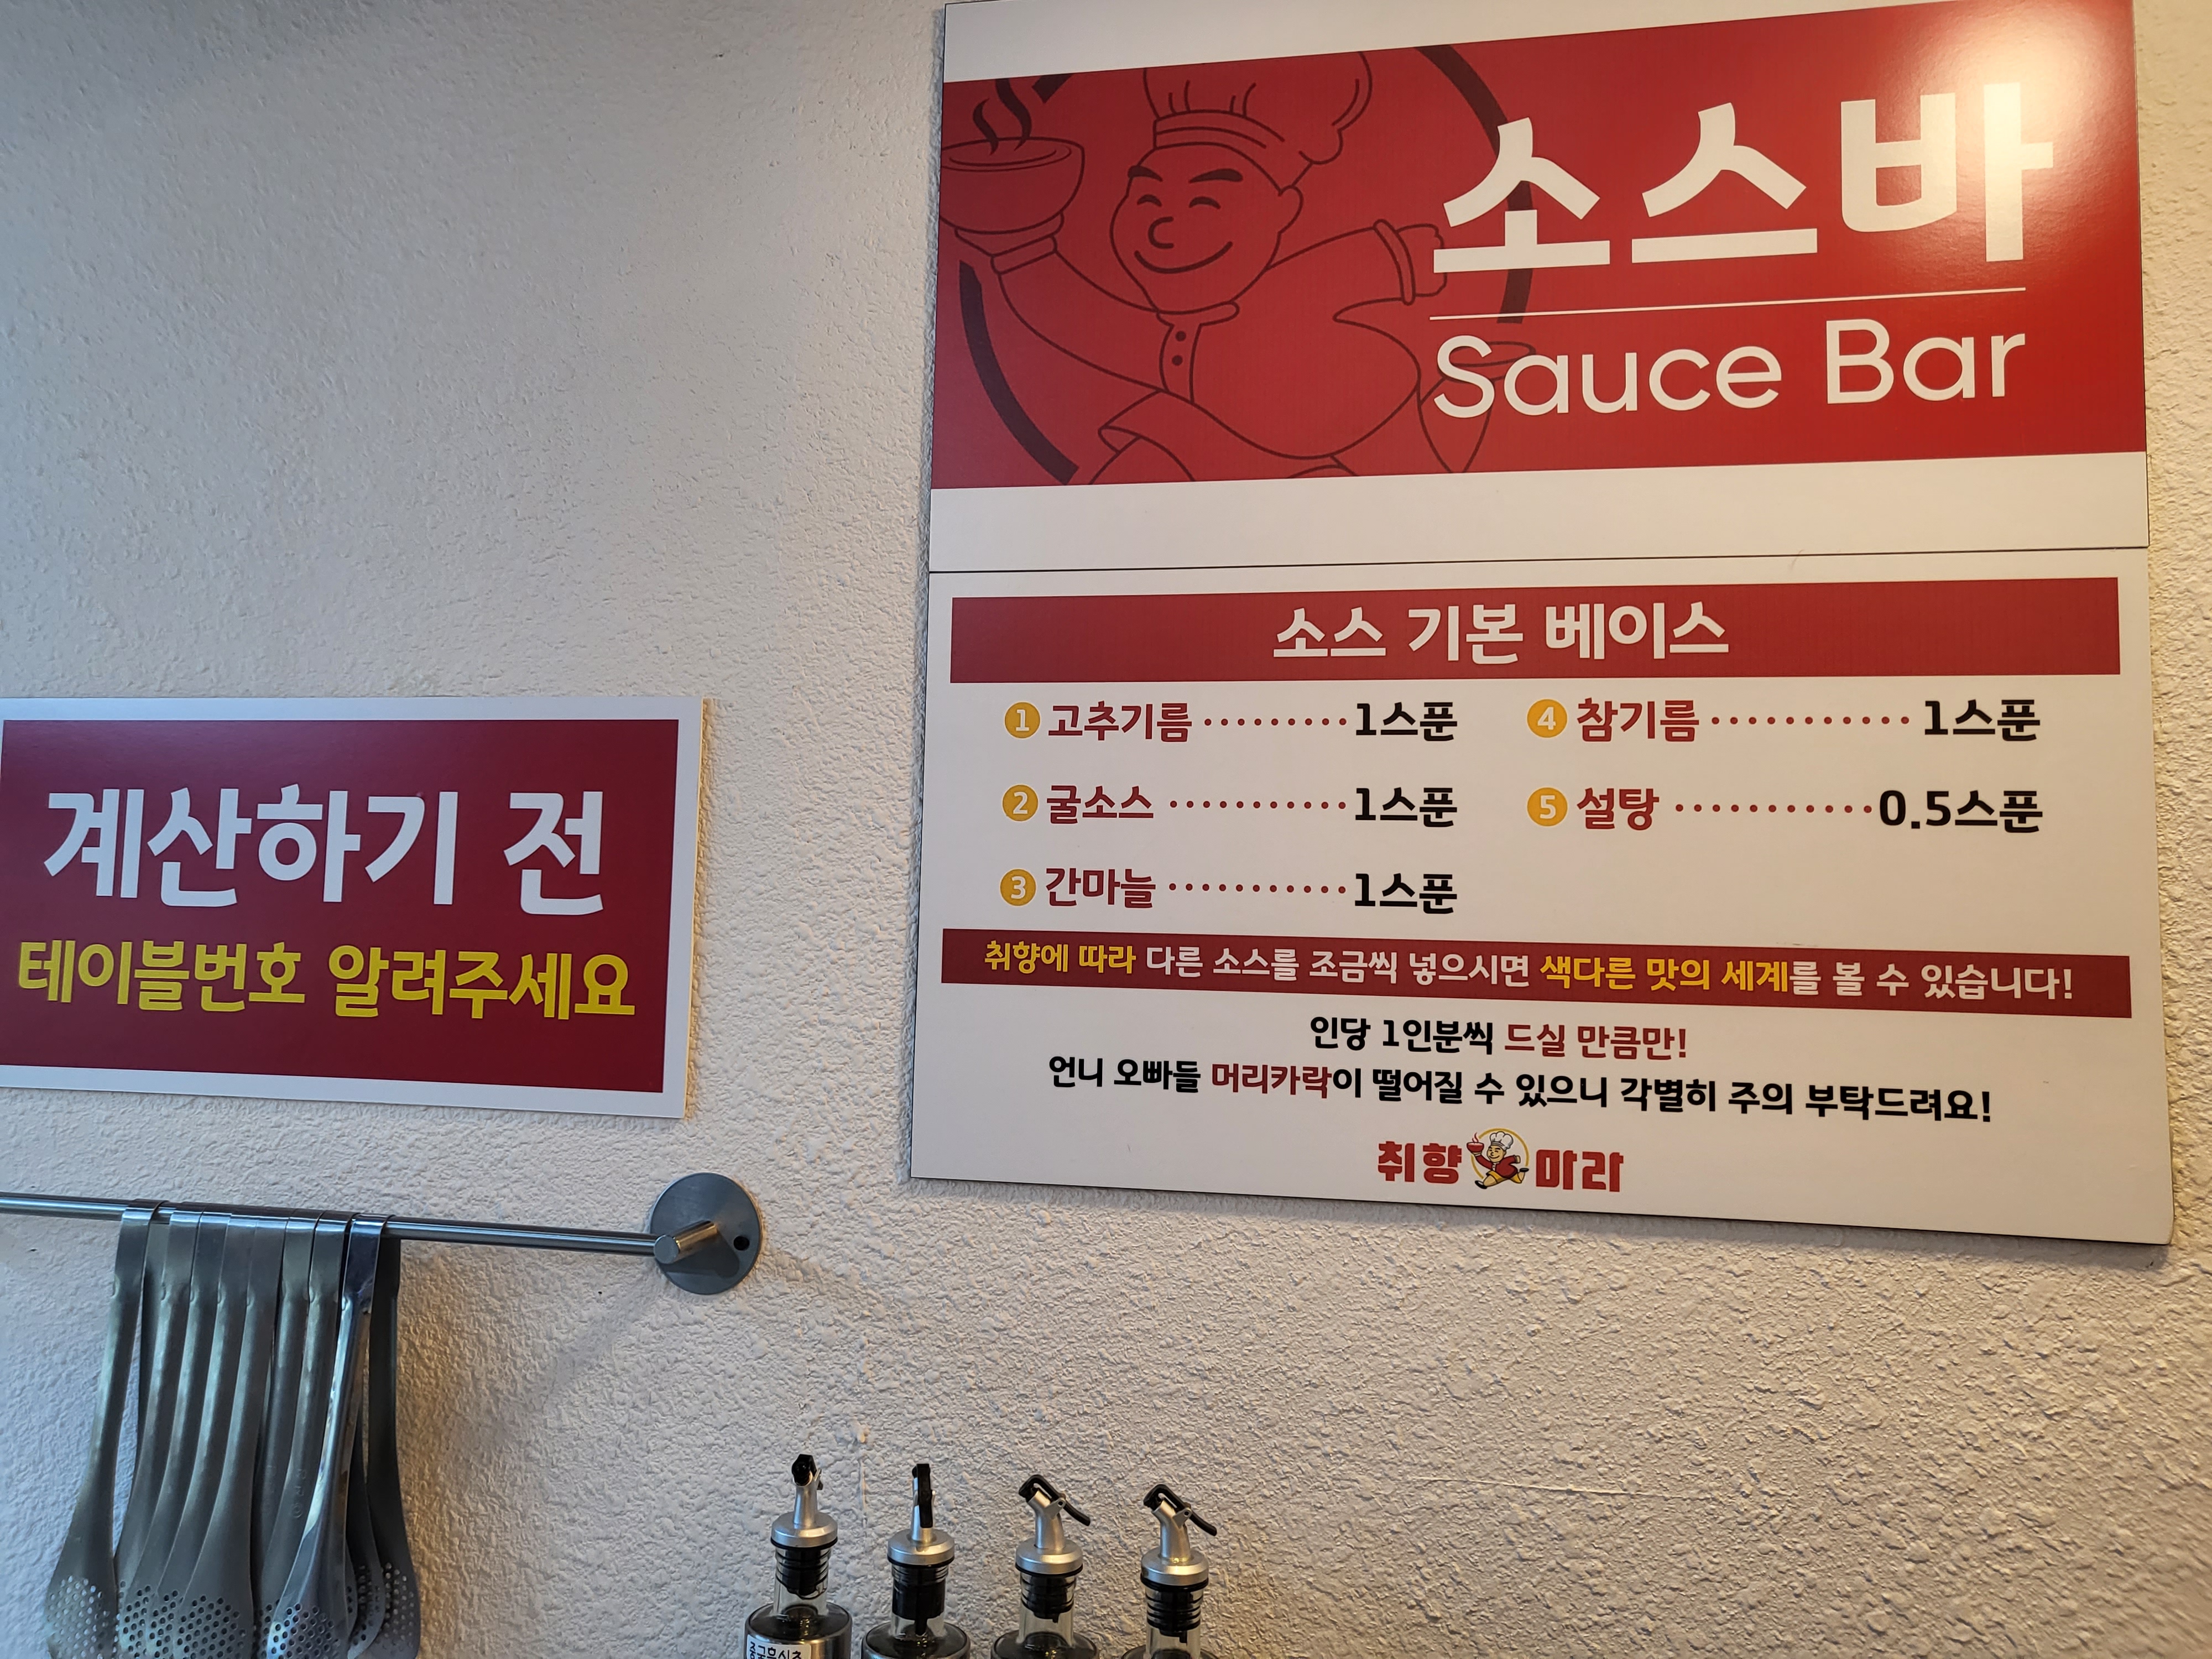 소스바
Sauce Bar
소스 기본 베이스
1 고추기름 ········· 1스푼
2 굴소스 ··········· 1스푼
3 간마늘 ··········· 1스푼
4 참기름 ············ 1스푼
5 설탕 ············ 0.5스푼
취향에 따라 다른 소스를 조금씩 넣으시면 색다른 맛의 세계를 볼 수 있습니다!
인당 1인분씩 드실 만큼만!
언니 오빠들 머리카락이 떨어질 수 있으니 각별히 주의 부탁드려요!
취향 마라
계산하기 전
테이블번호 알려주세요